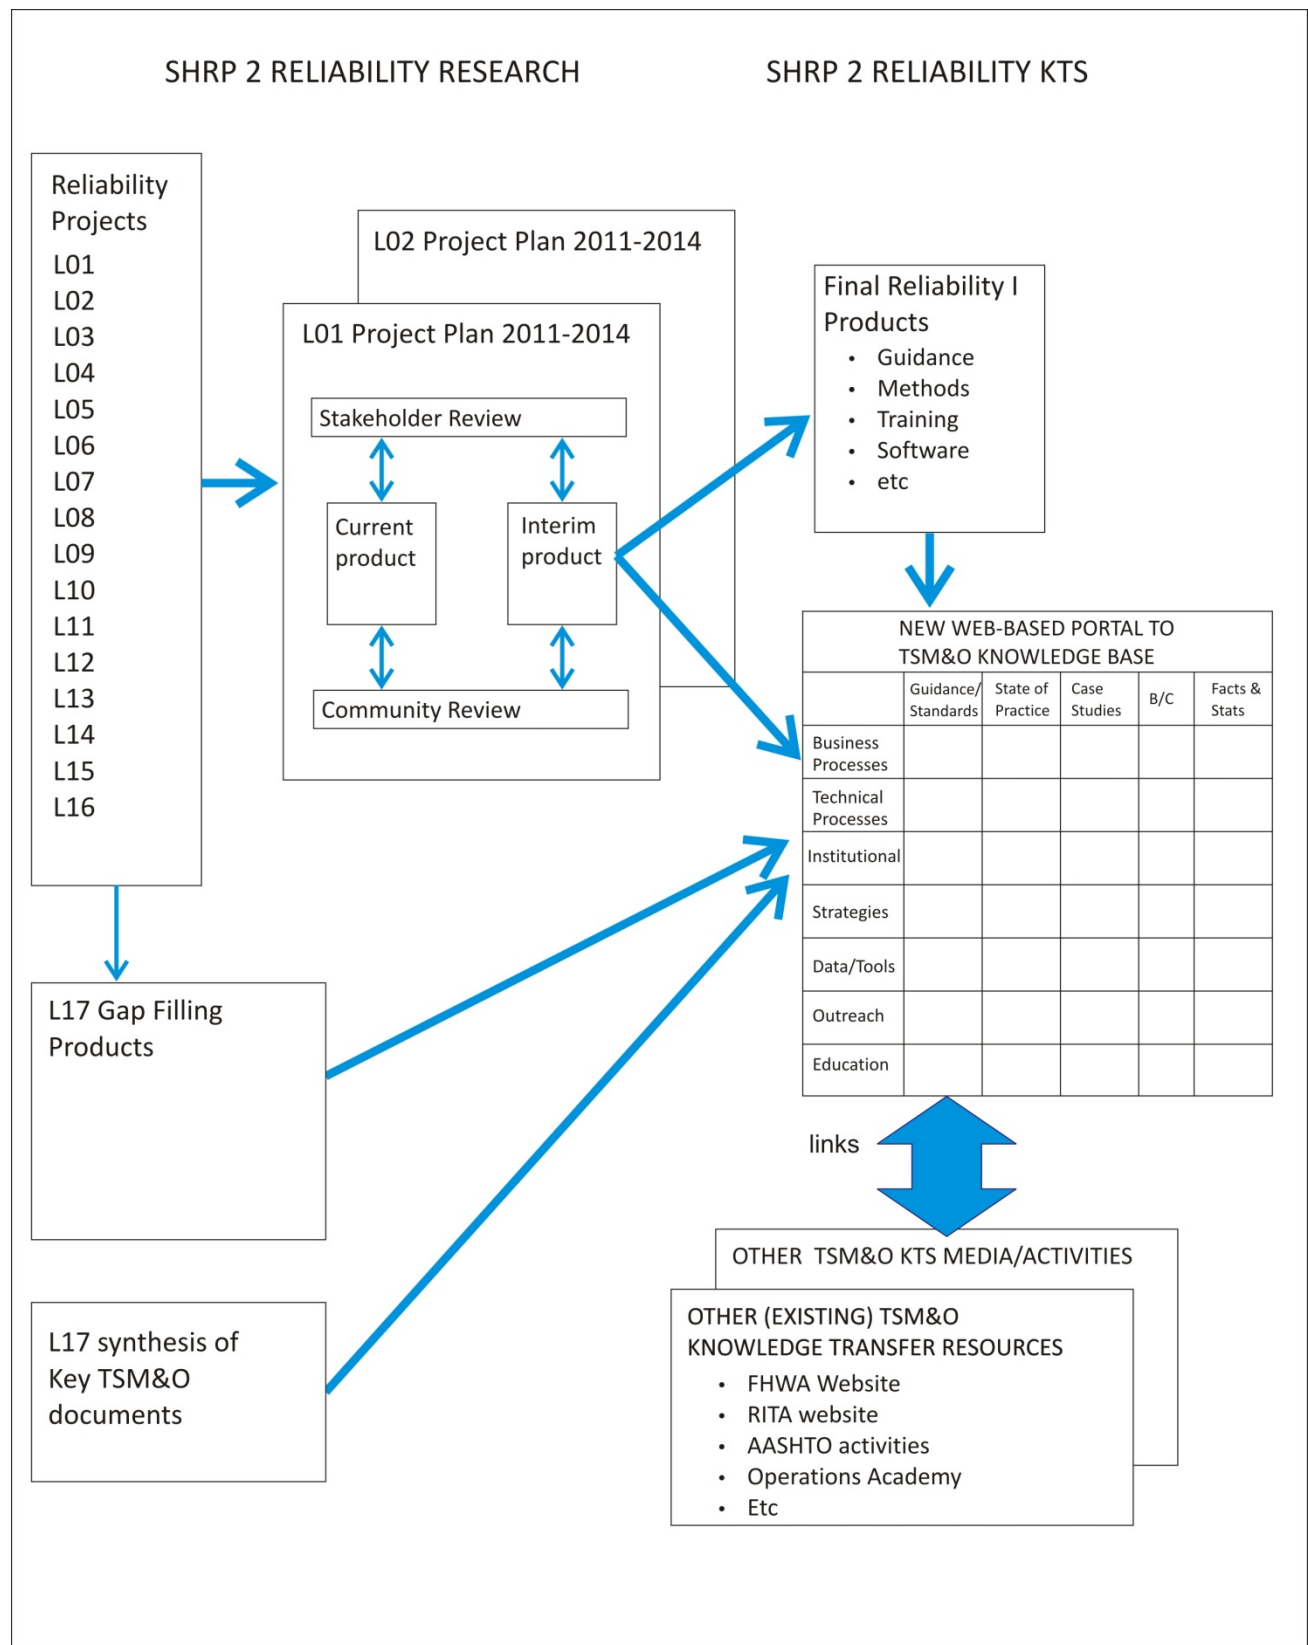 SHRP 2 RELIABILITY RESEARCH
SHRP 2 RELIABILITY KTS
Reliability
Projects
L01
L02
L03
L04
L05
L06
L07
L08
L09
L10
L11
L12
L13
L14
L15
L16
L02 Project Plan 2011-2014
L01 Project Plan 2011-2014
Stakeholder Review
Current
product
Interim
product
Community Review
Final Reliability I
Products
• Guidance
• Methods
• Training
• Software
• etc
NEW WEB-BASED PORTAL TO
TSM&O KNOWLEDGE BASE
Guidance/
Standards
State of
Practice
Case
Studies
B/C
Facts &
Stats
Business
Processes
Technical
Processes
Institutional
Strategies
Data/Tools
Outreach
Education
L17 Gap Filling
Products
links
L17 synthesis of
Key TSM&O
documents
OTHER TSM&O KTS MEDIA/ACTIVITIES
OTHER (EXISTING) TSM&O
KNOWLEDGE TRANSFER RESOURCES
• FHWA Website
• RITA website
• AASHTO activities
• Operations Academy
• Etc